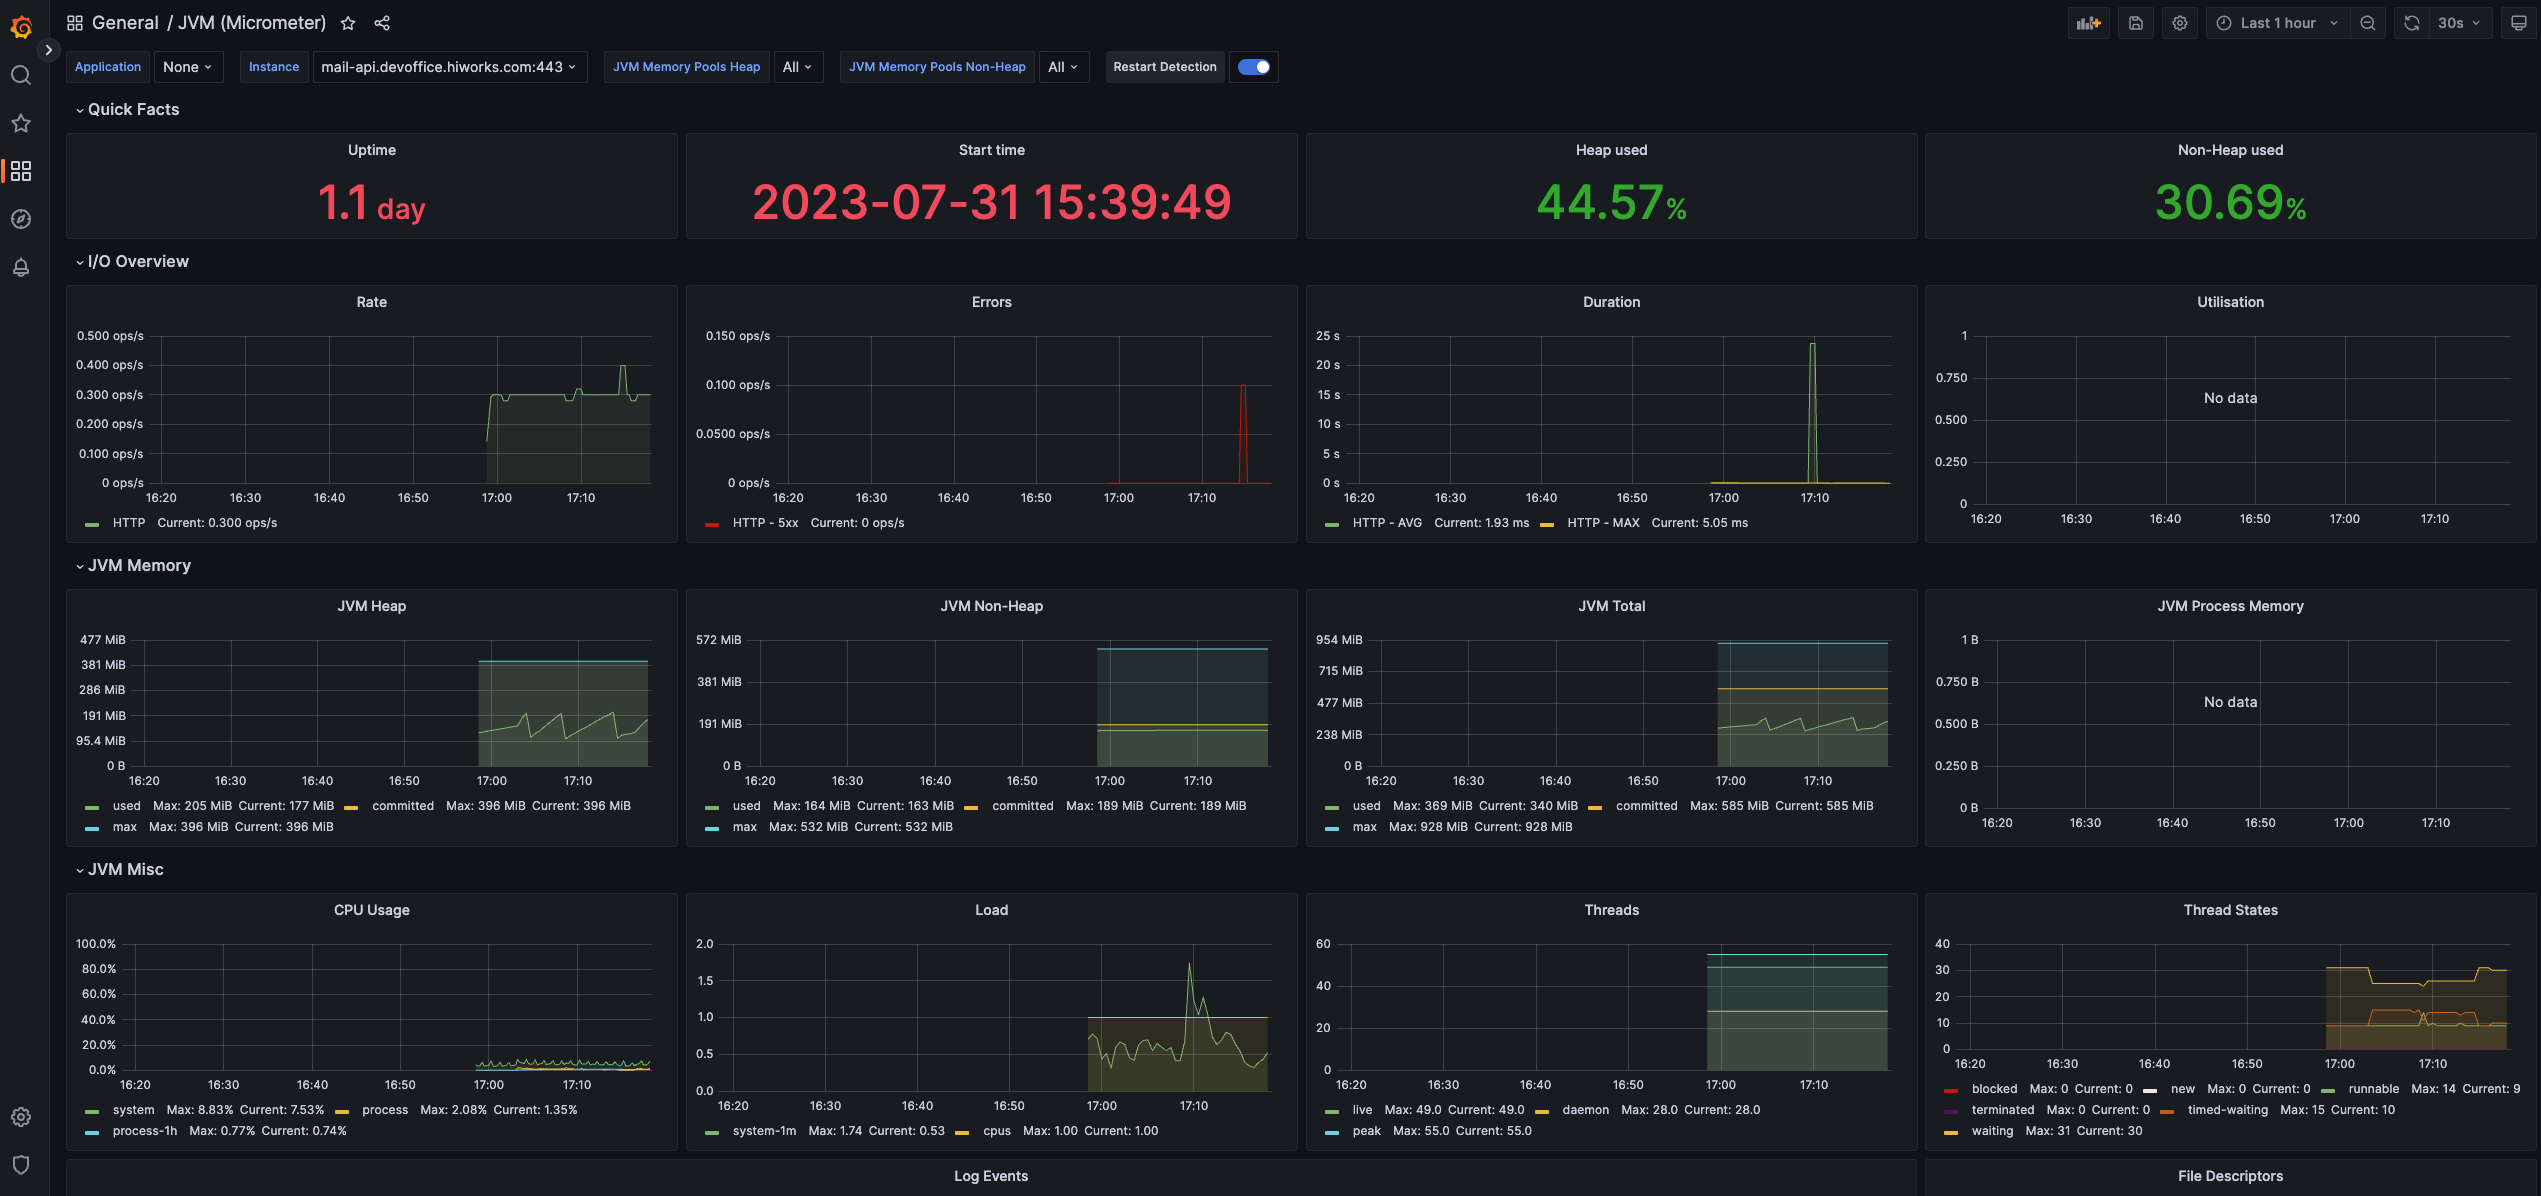 General / JVM (Micrometer)
Last 1 hour
30s
Application None Instance mail-api.devoffice.hiworks.com:443 JVM Memory Pools Heap All JVM Memory Pools Non-Heap All Restart Detection
Quick Facts
Uptime
1.1 day
Start time
2023-07-31 15:39:49
Heap used
44.57%
Non-Heap used
30.69%
I/O Overview
Rate
0.500 ops/s
0.400 ops/s
0.300 ops/s
0.200 ops/s
0.100 ops/s
0 ops/s
16:20 16:30 16:40 16:50 17:00 17:10
HTTP Current: 0.300 ops/s
Errors
0.150 ops/s
0.100 ops/s
0.0500 ops/s
0 ops/s
16:20 16:30 16:40 16:50 17:00 17:10
HTTP - 5xx Current: 0 ops/s
Duration
25 s
20 s
15 s
10 s
5 s
0 s
16:20 16:30 16:40 16:50 17:00 17:10
HTTP - AVG Current: 1.93 ms HTTP - MAX Current: 5.05 ms
Utilisation
1
0.750
0.500
0.250
0
No data
16:20 16:30 16:40 16:50 17:00 17:10
JVM Memory
JVM Heap
477 MiB
381 MiB
286 MiB
191 MiB
95.4 MiB
0 B
16:20 16:30 16:40 16:50 17:00 17:10
used Max: 205 MiB Current: 177 MiB committed Max: 396 MiB Current: 396 MiB
max Max: 396 MiB Current: 396 MiB
JVM Non-Heap
572 MiB
381 MiB
191 MiB
0 B
16:20 16:30 16:40 16:50 17:00 17:10
used Max: 164 MiB Current: 163 MiB committed Max: 189 MiB Current: 189 MiB
max Max: 532 MiB Current: 532 MiB
JVM Total
954 MiB
715 MiB
477 MiB
238 MiB
0 B
16:20 16:30 16:40 16:50 17:00 17:10
used Max: 369 MiB Current: 340 MiB committed Max: 585 MiB Current: 585 MiB
max Max: 928 MiB Current: 928 MiB
JVM Process Memory
1 B
0.750 B
0.500 B
0.250 B
0 B
No data
16:20 16:30 16:40 16:50 17:00 17:10
JVM Misc
CPU Usage
100.0%
80.0%
60.0%
40.0%
20.0%
0.0%
16:20 16:30 16:40 16:50 17:00 17:10
system Max: 8.83% Current: 7.53% process Max: 2.08% Current: 1.35%
process-1h Max: 0.77% Current: 0.74%
Load
2.0
1.5
1.0
0.5
0.0
16:20 16:30 16:40 16:50 17:00 17:10
system-1m Max: 1.74 Current: 0.53 cpus Max: 1.00 Current: 1.00
Threads
60
40
20
0
16:20 16:30 16:40 16:50 17:00 17:10
live Max: 49.0 Current: 49.0 daemon Max: 28.0 Current: 28.0
peak Max: 55.0 Current: 55.0
Thread States
40
30
20
10
0
16:20 16:30 16:40 16:50 17:00 17:10
blocked Max: 0 Current: 0 new Max: 0 Current: 0 runnable Max: 14 Current: 9
terminated Max: 0 Current: 0 timed-waiting Max: 15 Current: 10
waiting Max: 31 Current: 30
Log Events
File Descriptors